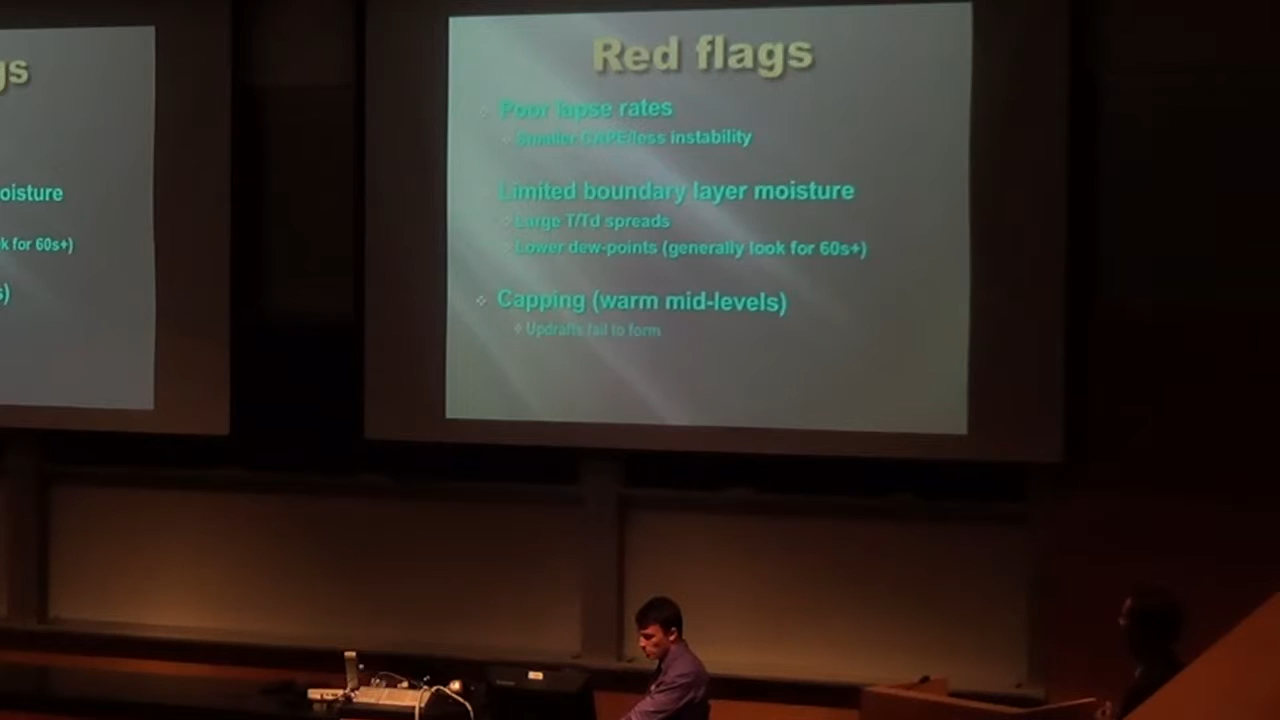 gs
oisture
k for 60s+)
s)
Red flags
Poor lapse rates
Smaller CAPE/less instability
Limited boundary layer moisture
Large T/Td spreads
Lower dew-points (generally look for 60s+)
Capping (warm mid-levels)
Updrafts fail to form